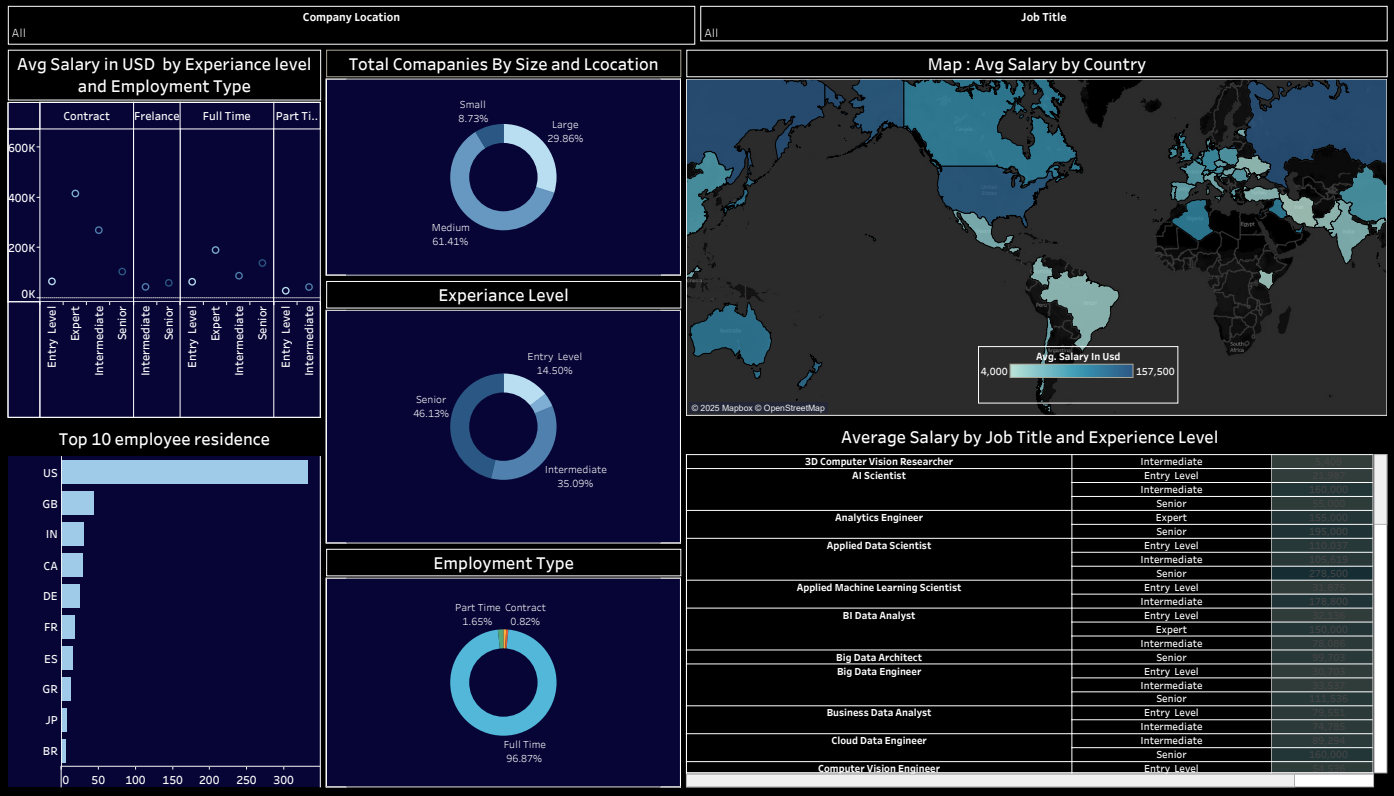 Company Location
All
Job Title
All
Avg Salary in USD by Experiance level
and Employment Type
Contract
Frelance
Full Time
Part Ti..
600K
400K
200K
0K
Entry Level
Expert
Intermediate
Senior
Intermediate
Senior
Entry Level
Expert
Intermediate
Senior
Entry Level
Intermediate
Top 10 employee residence
US
GB
IN
CA
DE
FR
ES
GR
JP
BR
0 50 100 150 200 250 300
Total Comapanies By Size and Lcocation
Small
8.73%
Large
29.86%
Medium
61.41%
Experiance Level
Entry Level
14.50%
Senior
46.13%
Intermediate
35.09%
Employment Type
Part Time
1.65%
Contract
0.82%
Full Time
96.87%
Map : Avg Salary by Country
Avg. Salary In Usd
4,000
157,500
© 2025 Mapbox © OpenStreetMap
Average Salary by Job Title and Experience Level
3D Computer Vision Researcher Intermediate
AI Scientist Entry Level
Intermediate 160,000
Senior
Analytics Engineer Expert 155,000
Senior 195,000
Applied Data Scientist Entry Level
Intermediate
Senior 278,500
Applied Machine Learning Scientist Entry Level
Intermediate 178,800
BI Data Analyst Entry Level
Expert 150,000
Intermediate
Big Data Architect Senior
Big Data Engineer Entry Level
Intermediate
Senior 111,536
Business Data Analyst Entry Level
Intermediate
Cloud Data Engineer Intermediate
Senior 160,000
Computer Vision Engineer Entry Level